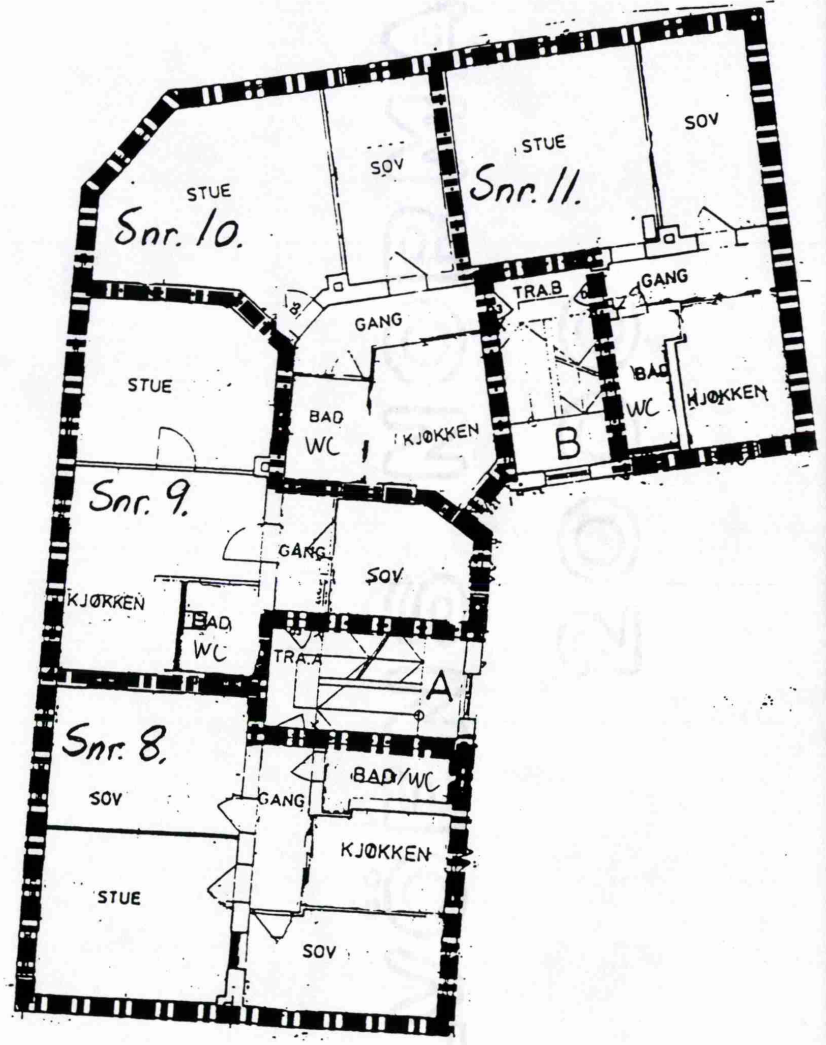 SOV
STUE
SOV
STUE
Snr. 11.
Snr. 10.
TRA.B
GANG
GANG
STUE
BAD
WC
KJØKKEN
BAD
WC
KJØKKEN
B
Snr. 9.
GANG
SOV
KJØKKEN
BAD
WC
TRA.A
A
Snr. 8.
SOV
GANG
BAD/WC
KJØKKEN
STUE
SOV